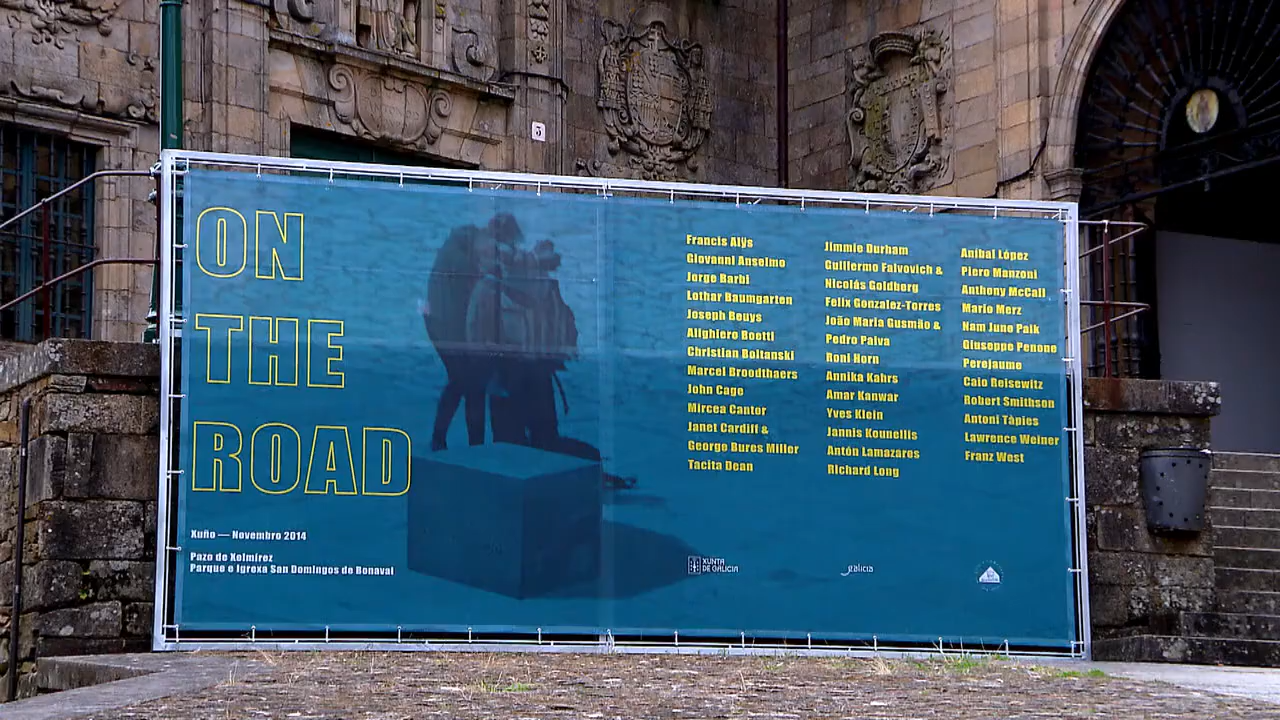 3
ON
THE
ROAD
Xuño — Novembro 2014
Pazo de Xelmírez
Parque e Igrexa San Domingos de Bonaval
Francis Alÿs
Giovanni Anselmo
Jorge Barbi
Lothar Baumgarten
Joseph Beuys
Alighiero Boetti
Christian Boltanski
Marcel Broodthaers
John Cage
Mircea Cantor
Janet Cardiff &
George Bures Miller
Tacita Dean
Jimmie Durham
Guillermo Faivovich &
Nicolás Goldberg
Felix Gonzalez-Torres
João Maria Gusmão &
Pedro Paiva
Roni Horn
Annika Kahrs
Amar Kanwar
Yves Klein
Jannis Kounellis
Antón Lamazares
Richard Long
Aníbal López
Piero Manzoni
Anthony McCall
Mario Merz
Nam June Paik
Giuseppe Penone
Perejaume
Caio Reisewitz
Robert Smithson
Antoni Tàpies
Lawrence Weiner
Franz West
XUNTA
DE GALICIA
galicia